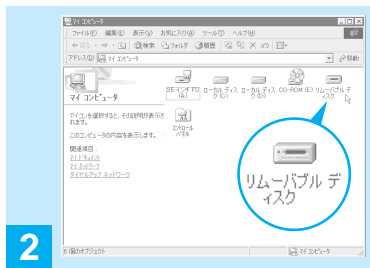 マイ コンピュータ
ファイル(F) 編集(E) 表示(V) お気に入り(A) ツール(T) ヘルプ(H)
検索 フォルダ 履歴
アドレス(D) マイ コンピュータ 移動
マイ コンピュータ
アイコンを選択すると、その説明が表示されます。
このコンピュータの内容を表示します。
関連項目:
マイ ドキュメント
マイ ネットワーク
ダイヤルアップ ネットワーク
3.5 インチ FD (A)
ローカル ディスク (C)
ローカル ディスク (D)
CD-ROM (E)
リムーバブル ディスク
コントロール パネル
リムーバブル デ
ィスク
2
6 個のオブジェクト
マイ コンピュータ